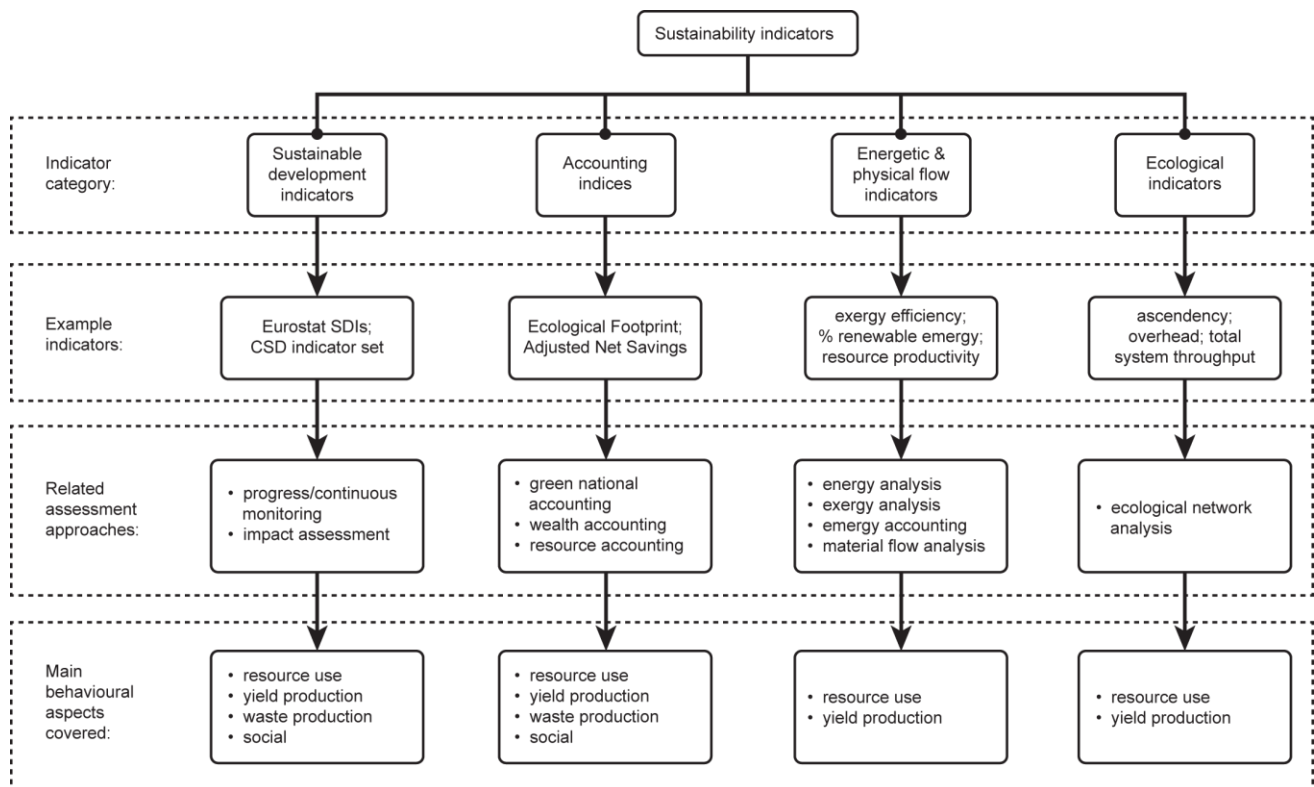 Sustainability indicators
Indicator
category:
Sustainable
development
indicators
Accounting
indices
Energetic &
physical flow
indicators
Ecological
indicators
Example
indicators:
Eurostat SDIs;
CSD indicator set
Ecological Footprint;
Adjusted Net Savings
exergy efficiency;
% renewable emergy;
resource productivity
ascendency;
overhead; total
system throughput
Related
assessment
approaches:
• progress/continuous
monitoring
• impact assessment
• green national
accounting
• wealth accounting
• resource accounting
• energy analysis
• exergy analysis
• emergy accounting
• material flow analysis
• ecological network
analysis
Main
behavioural
aspects
covered:
• resource use
• yield production
• waste production
• social
• resource use
• yield production
• waste production
• social
• resource use
• yield production
• resource use
• yield production